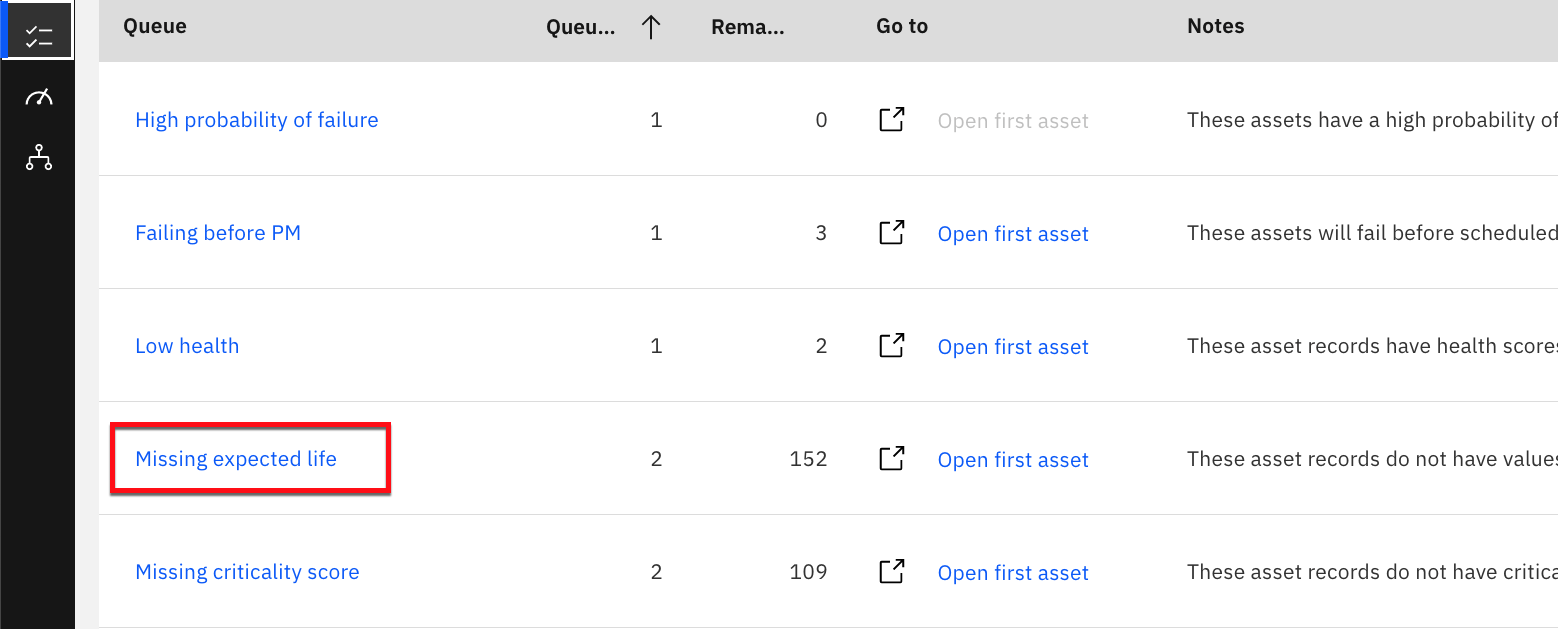 Queue Queu... Rema... Go to Notes
High probability of failure 1 0 Open first asset These assets have a high probability of
Failing before PM 1 3 Open first asset These assets will fail before scheduled
Low health 1 2 Open first asset These asset records have health scores
Missing expected life 2 152 Open first asset These asset records do not have values
Missing criticality score 2 109 Open first asset These asset records do not have critica